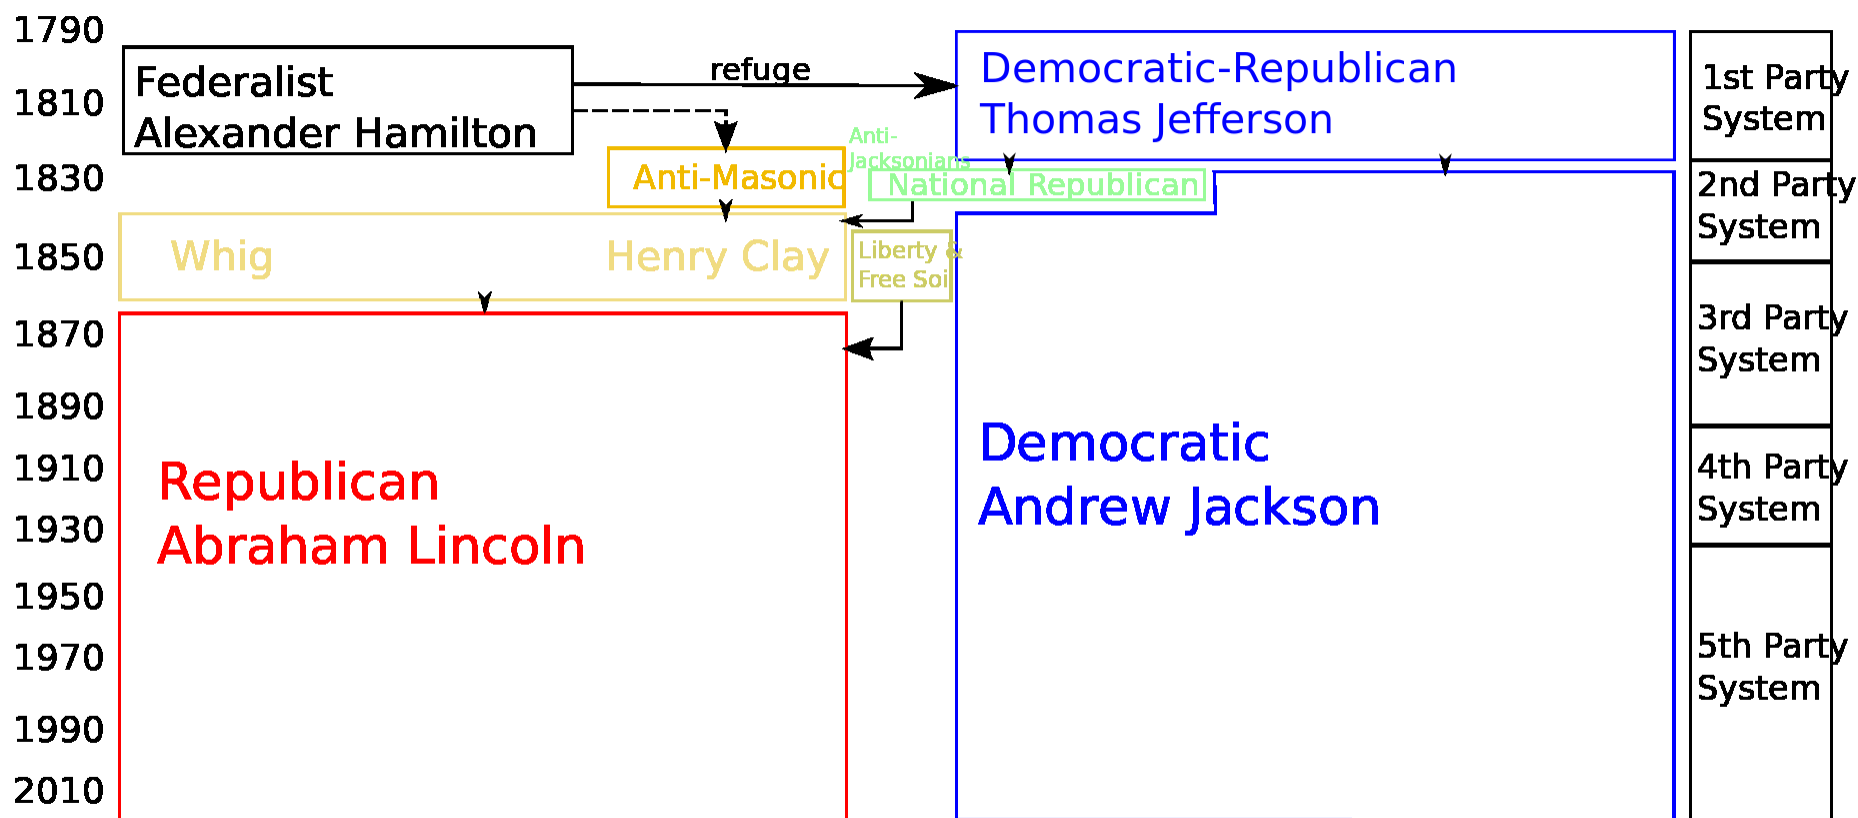 1790
1810
1830
1850
1870
1890
1910
1930
1950
1970
1990
2010
Federalist
Alexander Hamilton
refuge
Democratic-Republican
Thomas Jefferson
Anti-Masonic
Anti-
Jacksonians
National Republican
Whig
Henry Clay
Liberty &
Free Soil
Republican
Abraham Lincoln
Democratic
Andrew Jackson
1st Party
System
2nd Party
System
3rd Party
System
4th Party
System
5th Party
System